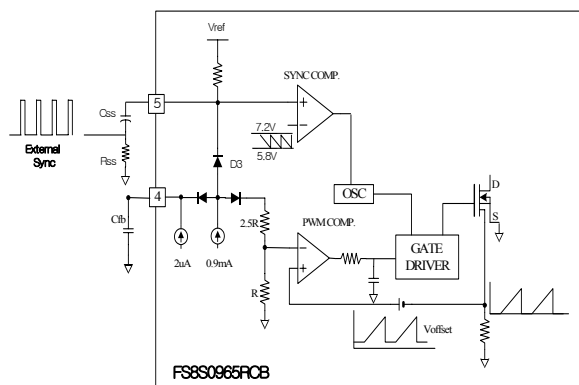 Vref
5
SYNC COMP.
+
−
7.2V
5.8V
Css
Rss
External
Sync
D3
OSC
4
Cfb
2uA
0.9mA
2.5R
R
PWM COMP.
−
+
GATE
DRIVER
D
S
Voffset
FS8S0965RCB